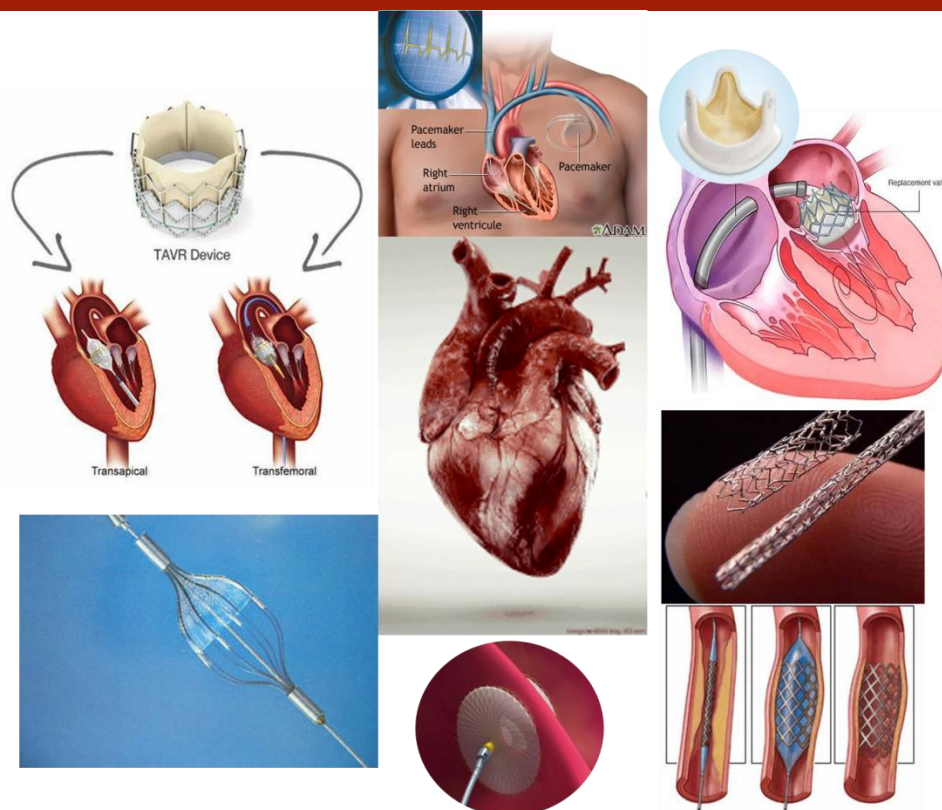 Pacemaker
leads
Right
atrium
Pacemaker
Right
ventricule
ADAM
Replacement val
TAVR Device
Transapical
Transfemoral